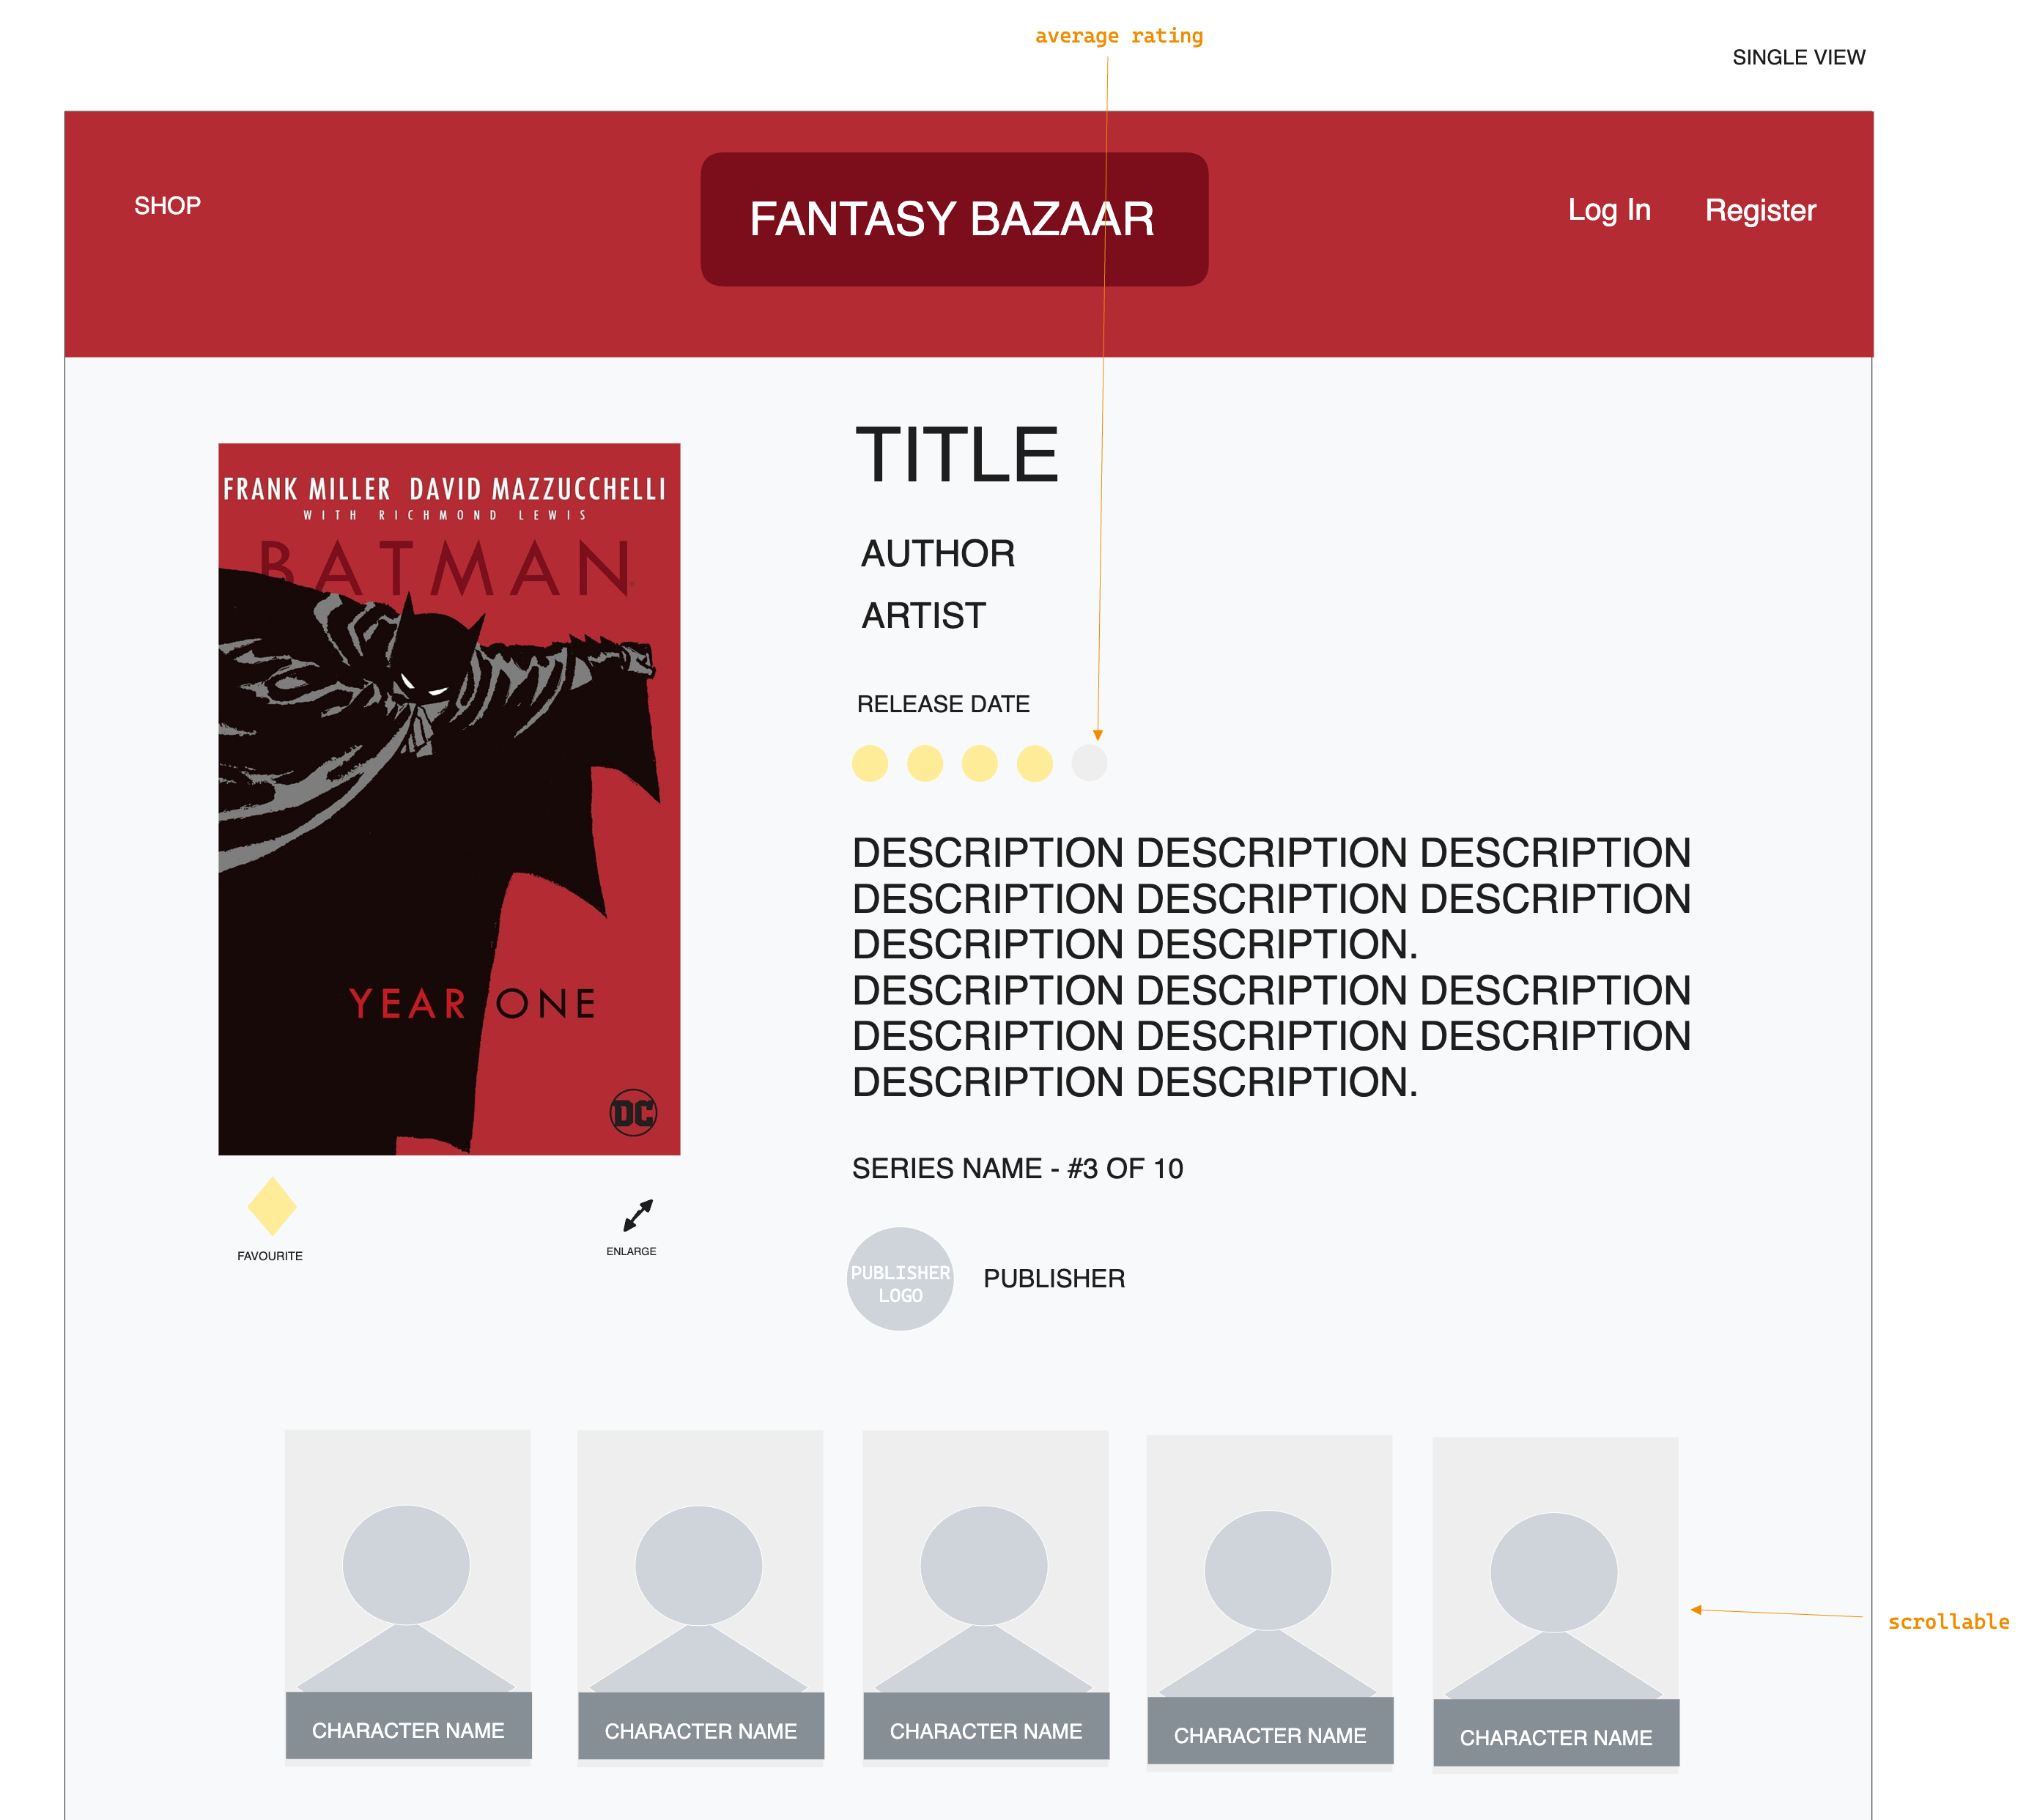 average rating
SINGLE VIEW
SHOP
FANTASY BAZAAR
Log In
Register
FRANK MILLER DAVID MAZZUCCHELLI
WITH RICHMOND LEWIS
BATMAN
YEAR ONE
DC
FAVOURITE
ENLARGE
TITLE
AUTHOR
ARTIST
RELEASE DATE
DESCRIPTION DESCRIPTION DESCRIPTION
DESCRIPTION DESCRIPTION DESCRIPTION
DESCRIPTION DESCRIPTION.
DESCRIPTION DESCRIPTION DESCRIPTION
DESCRIPTION DESCRIPTION DESCRIPTION
DESCRIPTION DESCRIPTION.
SERIES NAME - #3 OF 10
PUBLISHER
LOGO
PUBLISHER
CHARACTER NAME
CHARACTER NAME
CHARACTER NAME
CHARACTER NAME
CHARACTER NAME
scrollable